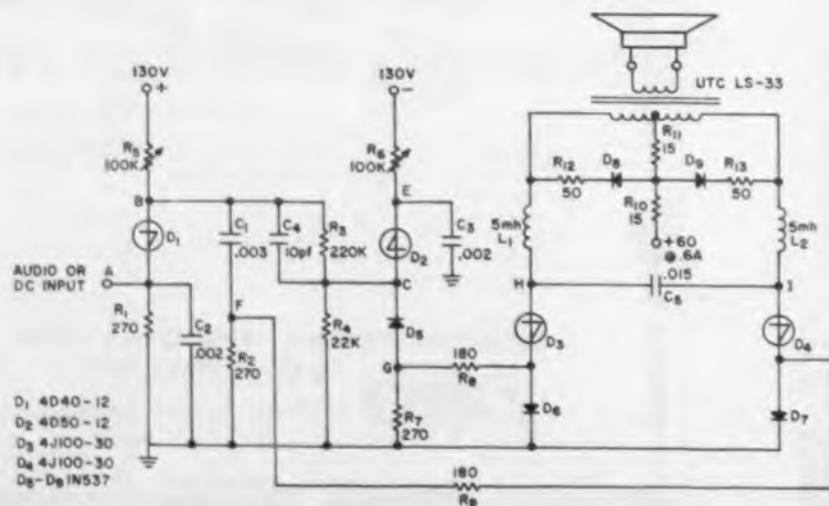 UTC LS-33
130V
+
130V
−
R5
100K
R6
100K
R11
15
R12
50
D8
D9
R13
50
R10
15
+60
@ .6A
5mh
L1
5mh
L2
B
E
D1
C1
.003
C4
10pf
R3
220K
D2
C3
.002
H
.015
C5
I
AUDIO OR
DC INPUT
A
C
F
R1
270
C2
.002
R2
270
R4
22K
D5
G
180
R8
R7
270
D3
D4
D6
D7
D1 4D40-12
D2 4D50-12
D3 4J100-30
D4 4J100-30
D5-D8 1N537
180
R9